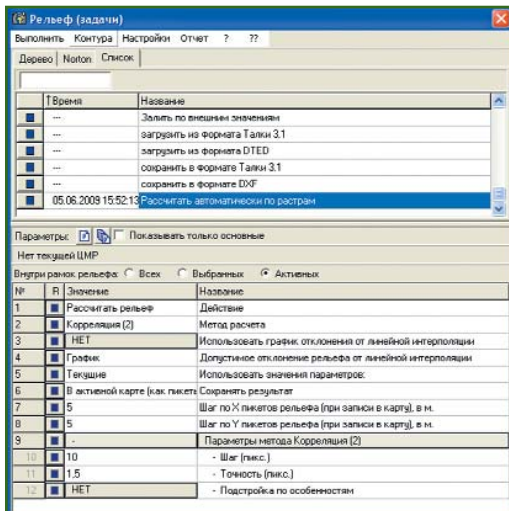 Рельеф (задачи)
Выполнить Контура Настройки Отчет ? ??
Дерево Norton Список
↑Время Название
--- Залить по внешним значениям
--- загрузить из формата Талки 3.1
--- загрузить из формата DTED
--- сохранить в формате Талки 3.1
--- сохранить в формате DXF
05.06.2009 15:52:13 Рассчитать автоматически по растрам
Параметры: Показывать только основные
Нет текущей ЦМР
Внутри рамок рельефа: Всех Выбранных Активных
№ R Значение Название
1 Рассчитать рельеф Действие
2 Корреляция (2) Метод расчета
3 НЕТ Использовать график отклонения от линейной интерполяции
4 График Допустимое отклонение рельефа от линейной интерполяции
5 Текущие Использовать значения параметров:
6 В активной карте (как пикеты Сохранять результат
7 5 Шаг по X пикетов рельефа (при записи в карту), в м.
8 5 Шаг по Y пикетов рельефа (при записи в карту), в м.
9 - Параметры метода Корреляция (2)
10 10 - Шаг (пикс.)
11 1.5 - Точность (пикс.)
12 НЕТ - Подстройка по особенностям